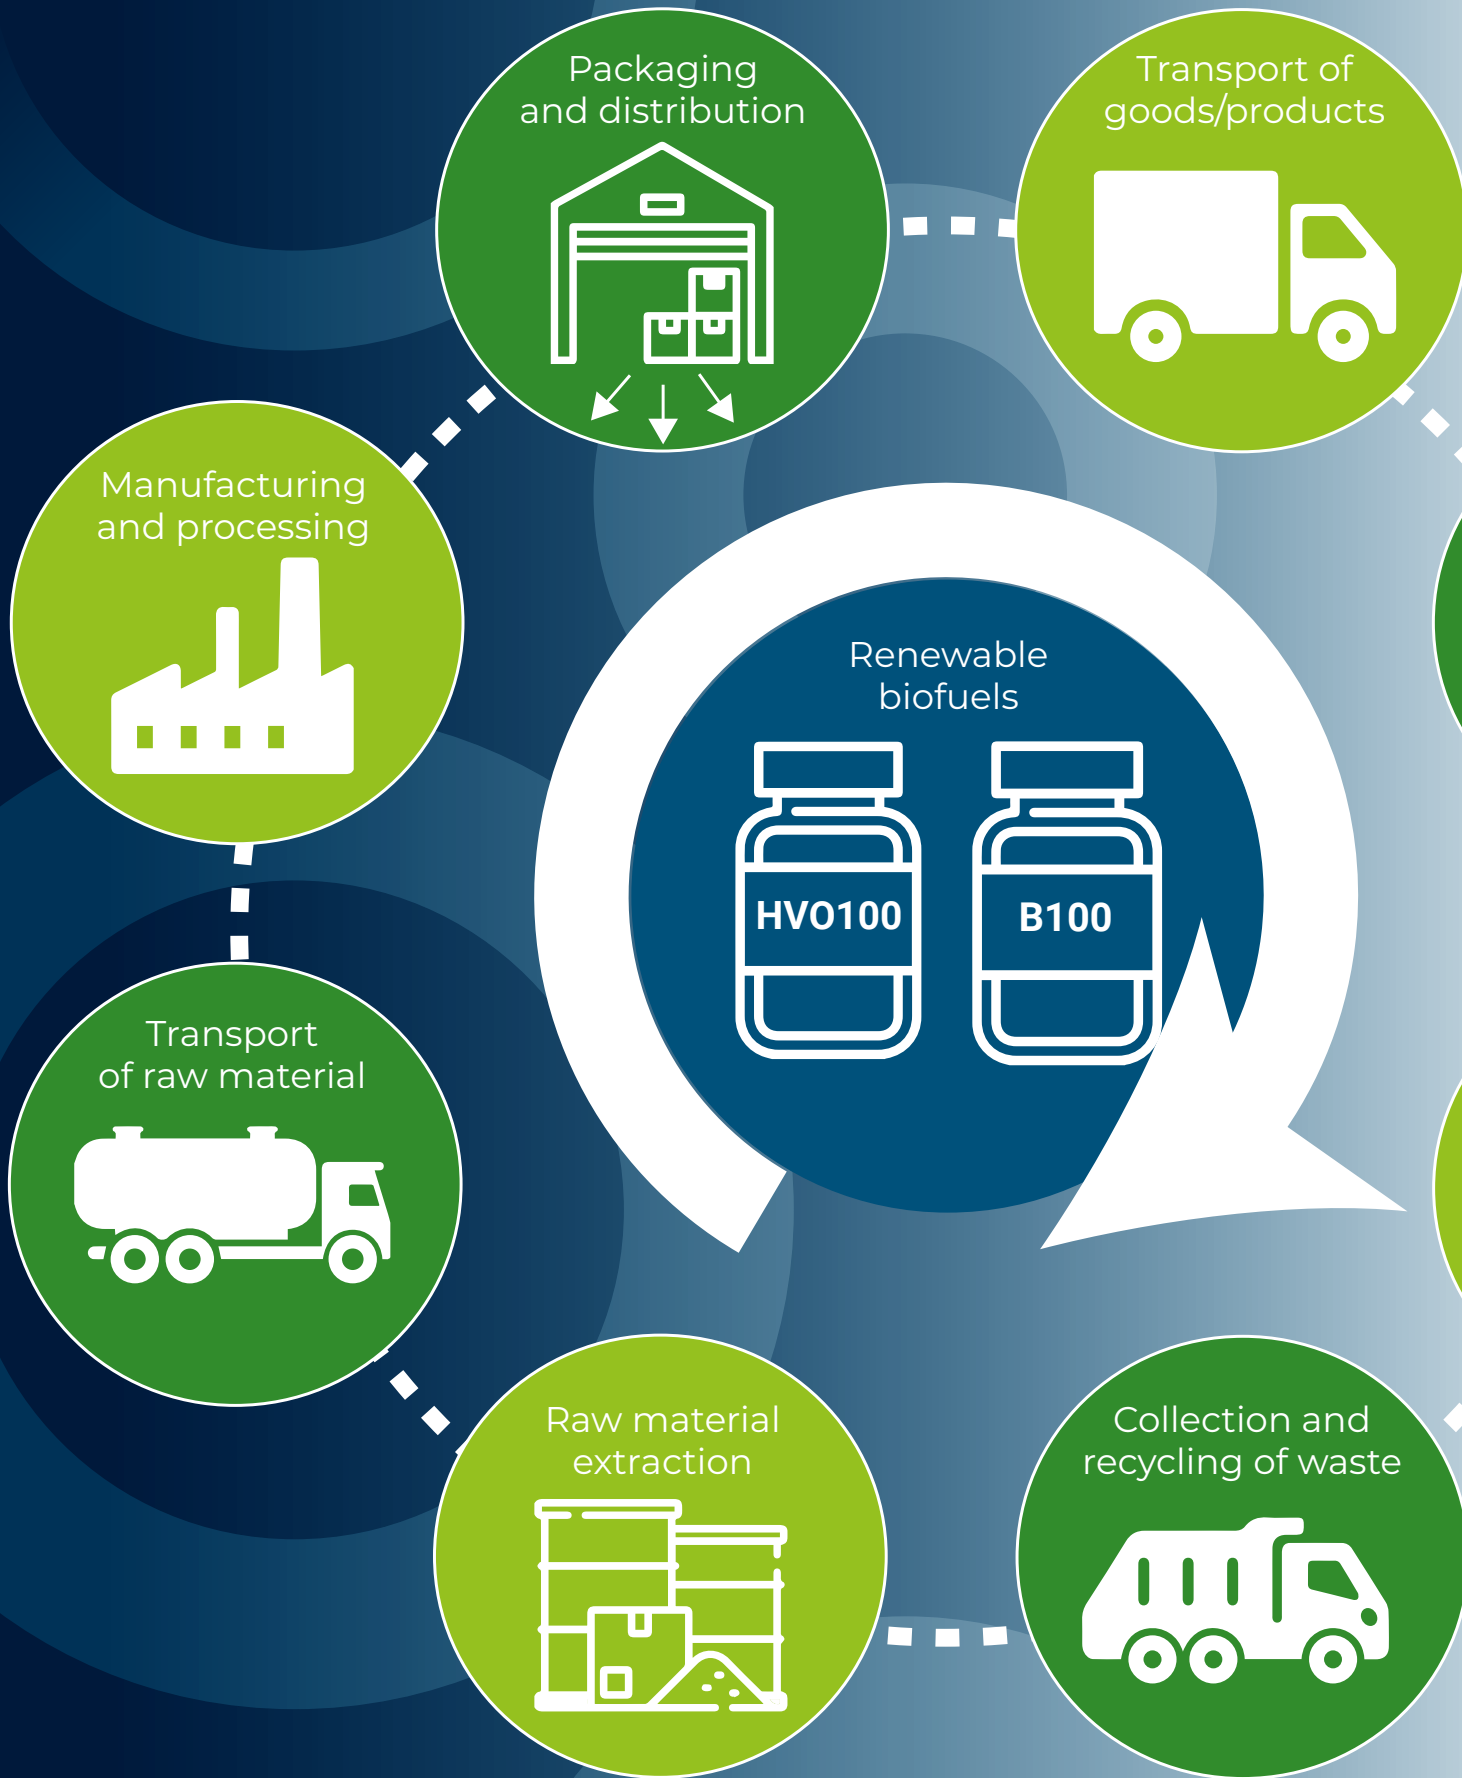 Packaging
and distribution
Transport of
goods/products
Manufacturing
and processing
Renewable
biofuels
HVO100
B100
Transport
of raw material
Raw material
extraction
Collection and
recycling of waste